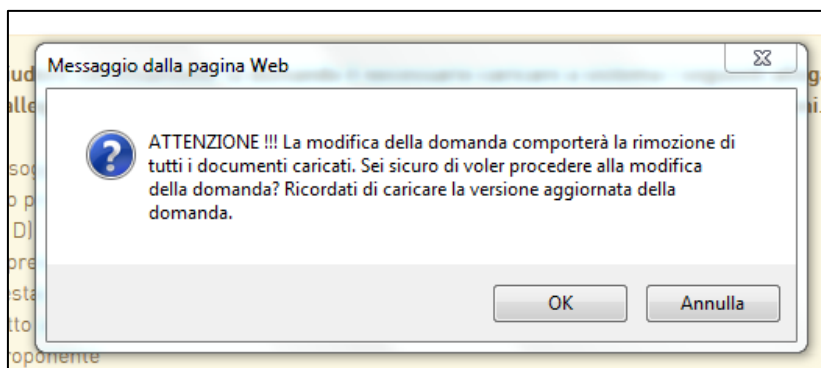 Messaggio dalla pagina Web
ATTENZIONE !!! La modifica della domanda comporterà la rimozione di
tutti i documenti caricati. Sei sicuro di voler procedere alla modifica
della domanda? Ricordati di caricare la versione aggiornata della
domanda.
OK Annulla